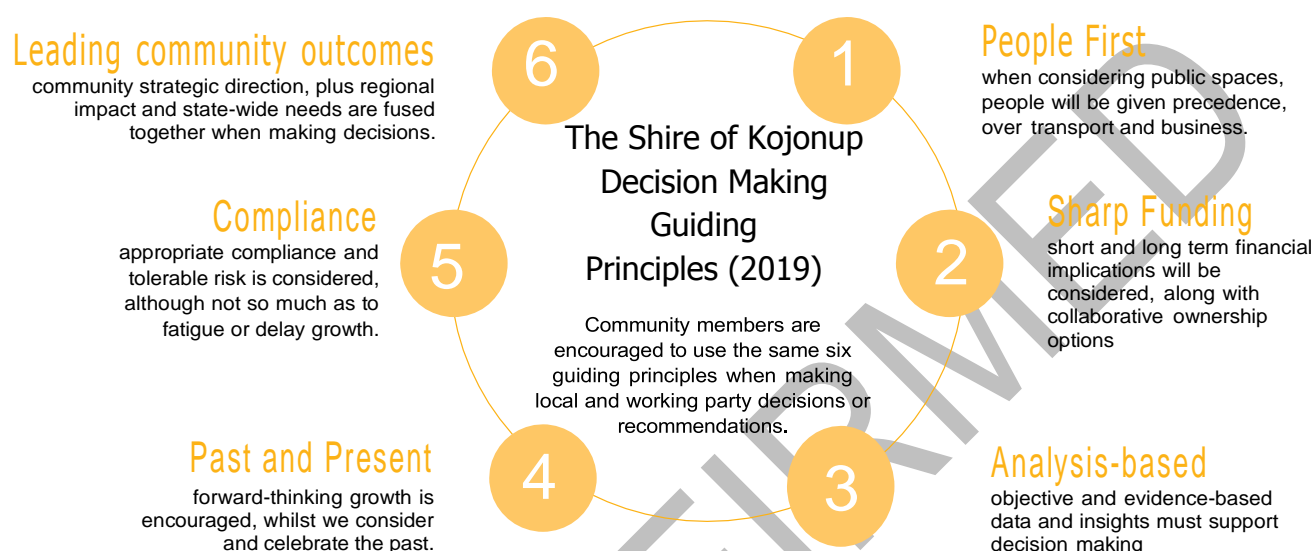 The Shire of Kojonup
Decision Making
Guiding
Principles (2019)
Community members are
encouraged to use the same six
guiding principles when making
local and working party decisions or
recommendations.
1
People First
when considering public spaces,
people will be given precedence,
over transport and business.
2
Sharp Funding
short and long term financial
implications will be
considered, along with
collaborative ownership
options
3
Analysis-based
objective and evidence-based
data and insights must support
decision making
4
Past and Present
forward-thinking growth is
encouraged, whilst we consider
and celebrate the past.
5
Compliance
appropriate compliance and
tolerable risk is considered,
although not so much as to
fatigue or delay growth.
6
Leading community outcomes
community strategic direction, plus regional
impact and state-wide needs are fused
together when making decisions.